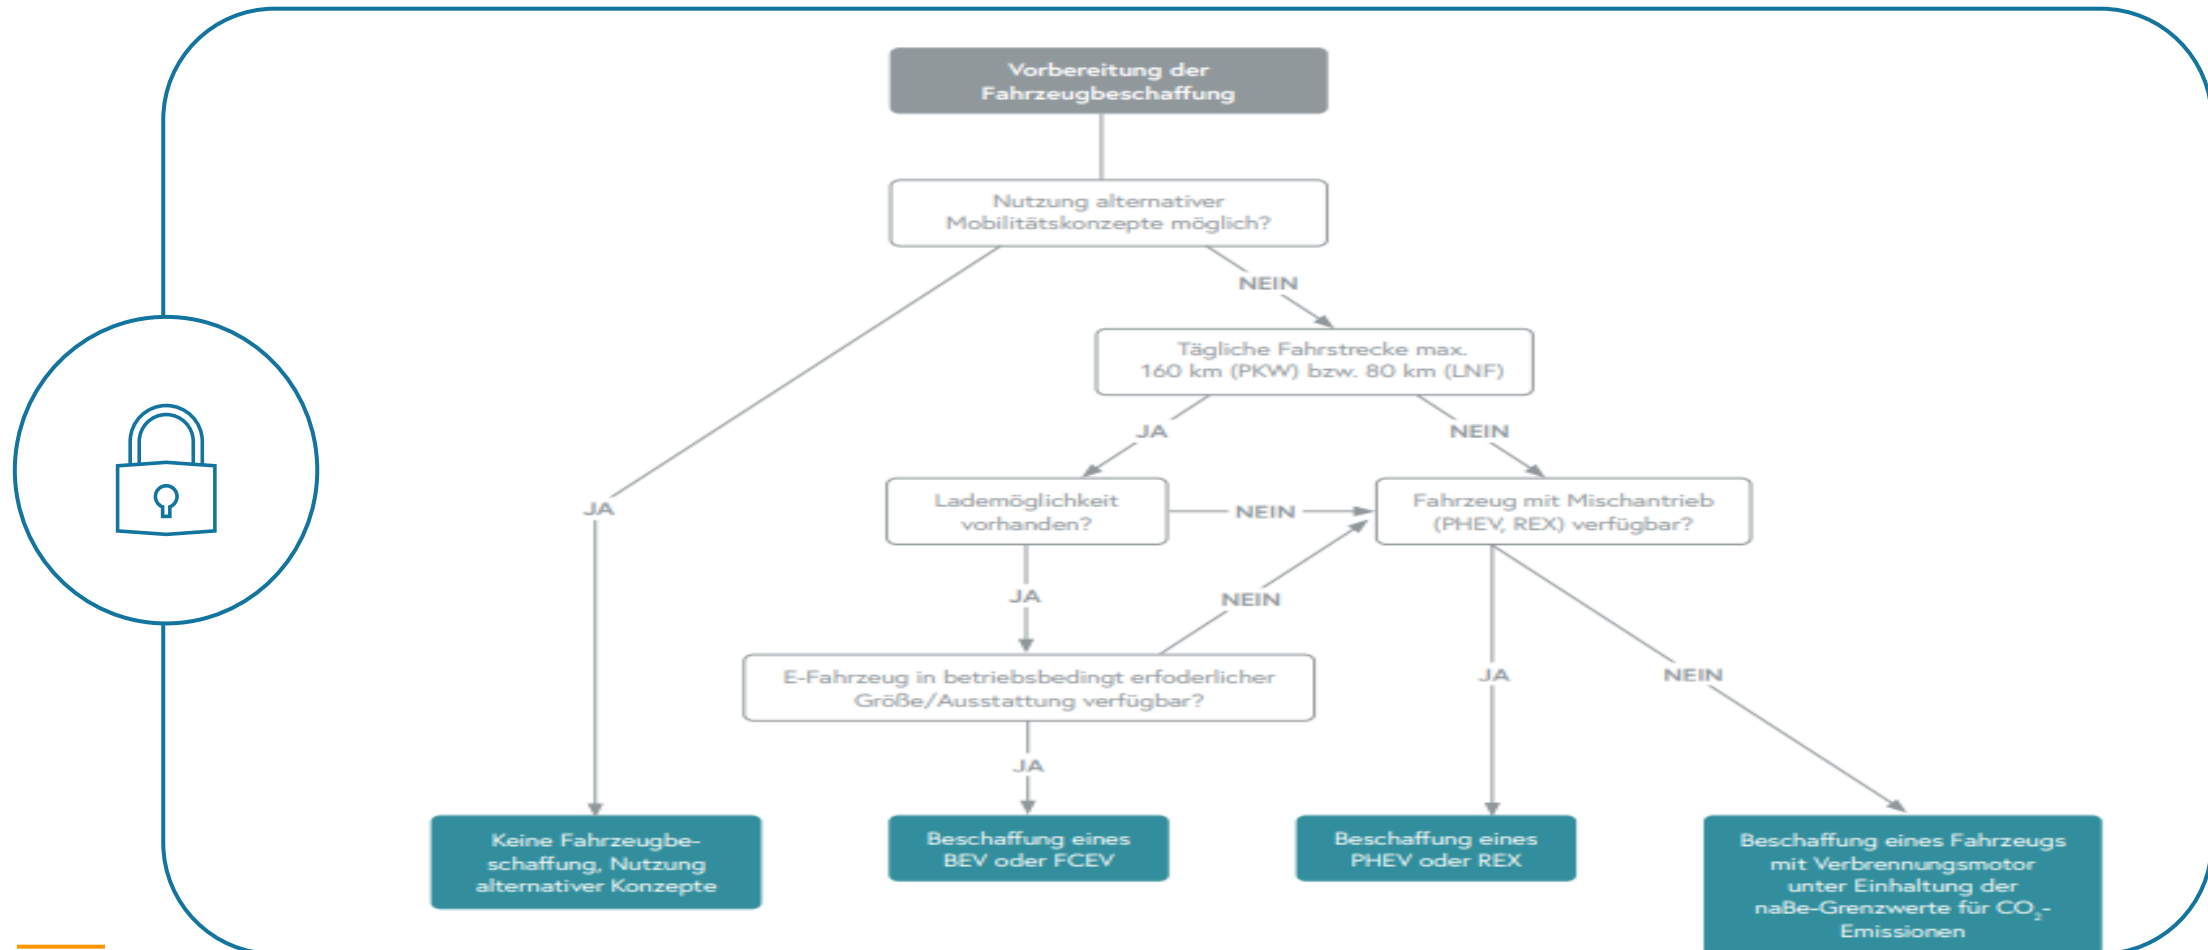 Vorbereitung der
Fahrzeugbeschaffung
Nutzung alternativer
Mobilitätskonzepte möglich?
NEIN
Tägliche Fahrstrecke max.
160 km (PKW) bzw. 80 km (LNF)
JA
NEIN
JA
Lademöglichkeit
vorhanden?
NEIN
Fahrzeug mit Mischantrieb
(PHEV, REX) verfügbar?
JA
NEIN
E-Fahrzeug in betriebsbedingt erfoderlicher
Größe/Ausstattung verfügbar?
JA
NEIN
JA
Keine Fahrzeugbe-
schaffung, Nutzung
alternativer Konzepte
Beschaffung eines
BEV oder FCEV
Beschaffung eines
PHEV oder REX
Beschaffung eines Fahrzeugs
mit Verbrennungsmotor
unter Einhaltung der
naBe-Grenzwerte für CO₂-
Emissionen